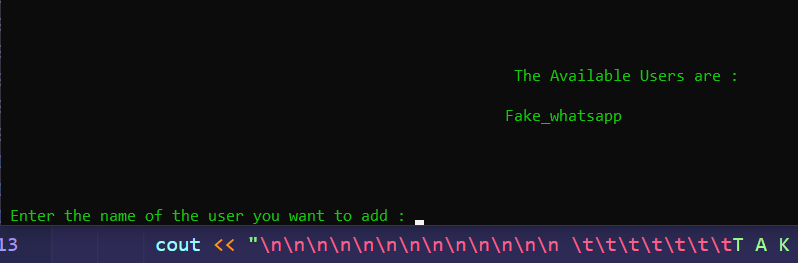 The Available Users are :
Fake_whatsapp
Enter the name of the user you want to add :
13 cout << "\n\n\n\n\n\n\n\n\n\n\n\n\n \t\t\t\t\t\t\tT A K